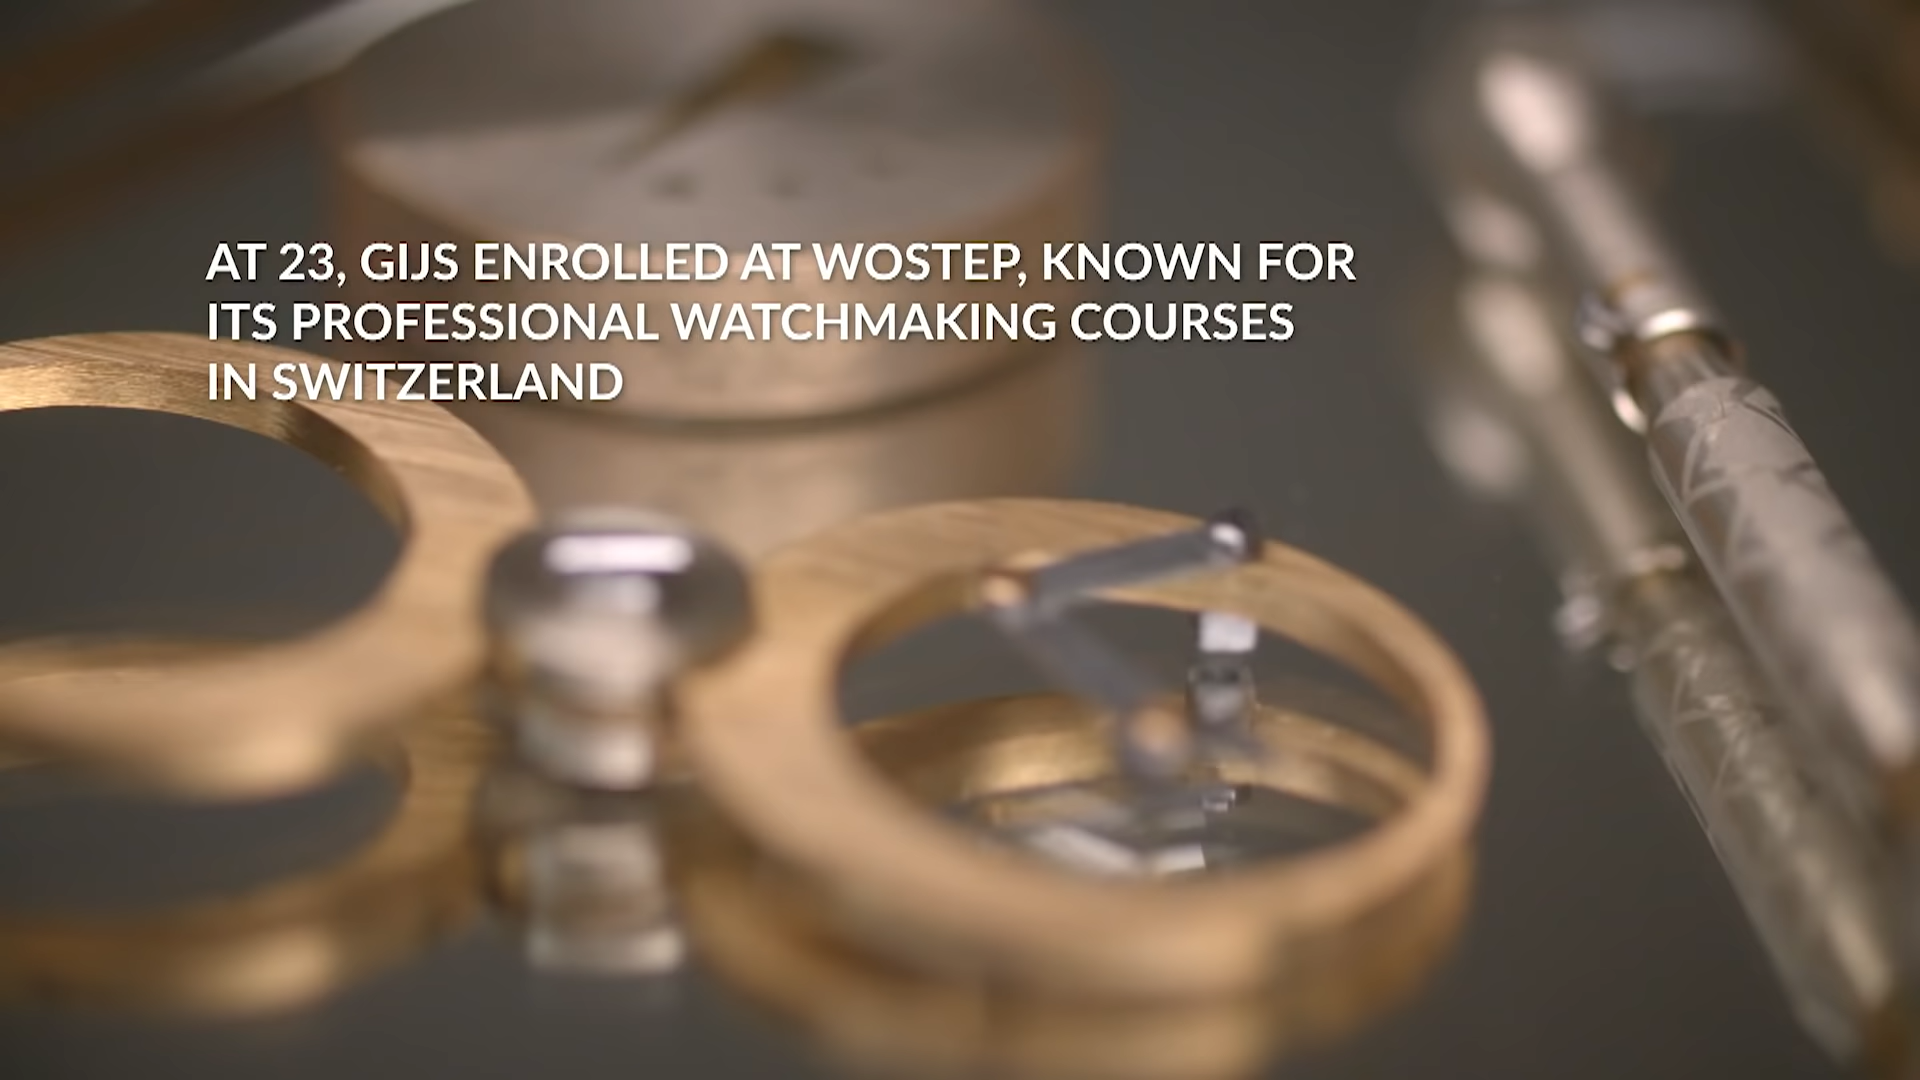 AT 23, GIJS ENROLLED AT WOSTEP, KNOWN FOR
ITS PROFESSIONAL WATCHMAKING COURSES
IN SWITZERLAND